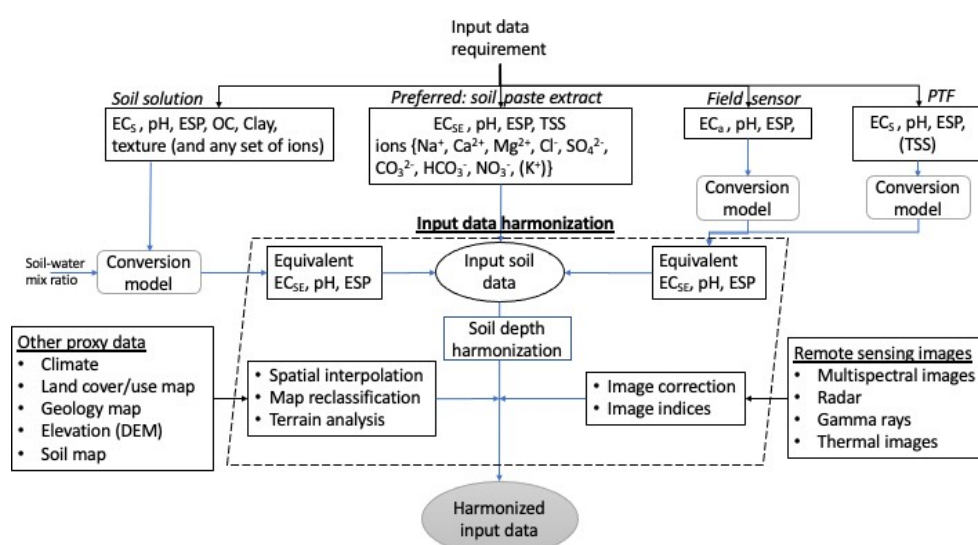 Input data
requirement
Soil solution
Preferred: soil paste extract
Field sensor
PTF
ECS, pH, ESP, OC, Clay,
texture (and any set of ions)
ECSE, pH, ESP, TSS
ions {Na⁺, Ca²⁺, Mg²⁺, Cl⁻, SO₄²⁻,
CO₃²⁻, HCO₃⁻, NO₃⁻, (K⁺)}
ECa, pH, ESP,
ECs, pH, ESP,
(TSS)
Conversion
model
Conversion
model
Input data harmonization
Soil-water
mix ratio
Conversion
model
Equivalent
ECSE, pH, ESP
Input soil
data
Equivalent
ECSE, pH, ESP
Soil depth
harmonization
Other proxy data
• Climate
• Land cover/use map
• Geology map
• Elevation (DEM)
• Soil map
• Spatial interpolation
• Map reclassification
• Terrain analysis
• Image correction
• Image indices
Remote sensing images
• Multispectral images
• Radar
• Gamma rays
• Thermal images
Harmonized
input data